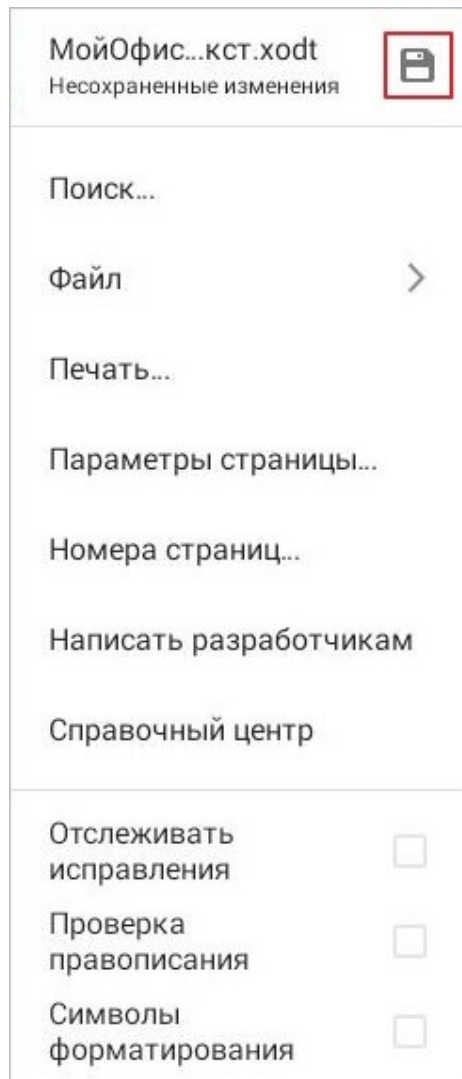 МойОфис...кст.xodt
Несохраненные изменения
Поиск...
Файл
Печать...
Параметры страницы...
Номера страниц...
Написать разработчикам
Справочный центр
Отслеживать
исправления
Проверка
правописания
Символы
форматирования